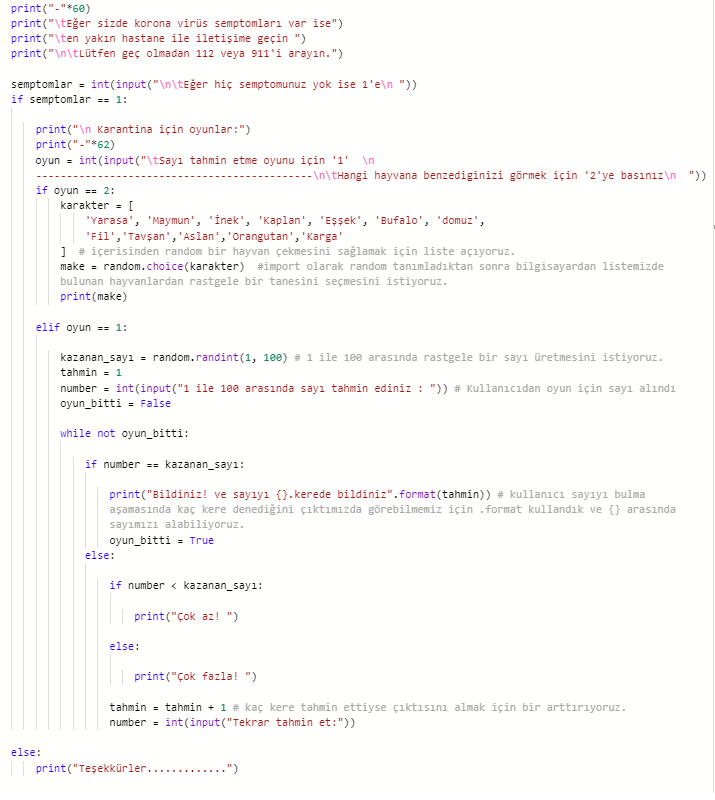 print("-"*60)
print("\tEğer sizde korona virüs semptomları var ise")
print("\ten yakın hastane ile iletişime geçin ")
print("\n\tLütfen geç olmadan 112 veya 911'i arayın.")
semptomlar = int(input("\n\tEğer hiç semptomunuz yok ise 1'e\n "))
if semptomlar == 1:
print("\n Karantina için oyunlar:")
print("-"*62)
oyun = int(input("\tSayı tahmin etme oyunu için '1'  \n
---------------------------------------------\n\tHangi hayvana benzediginizi görmek için '2'ye basınız\n  "))
if oyun == 2:
karakter = [
'Yarasa', 'Maymun', 'İnek', 'Kaplan', 'Eşşek', 'Bufalo', 'domuz',
'Fil','Tavşan','Aslan','Orangutan','Karga'
]  # içerisinden random bir hayvan çekmesini sağlamak için liste açıyoruz.
make = random.choice(karakter)  #import olarak random tanımladıktan sonra bilgisayardan listemizde
bulunan hayvanlardan rastgele bir tanesini seçmesini istiyoruz.
print(make)
elif oyun == 1:
kazanan_sayı = random.randint(1, 100) # 1 ile 100 arasında rastgele bir sayı üretmesini istiyoruz.
tahmin = 1
number = int(input("1 ile 100 arasında sayı tahmin ediniz : ")) # Kullanıcıdan oyun için sayı alındı
oyun_bitti = False
while not oyun_bitti:
if number == kazanan_sayı:
print("Bildiniz! ve sayıyı {}.kerede bildiniz".format(tahmin)) # kullanıcı sayıyı bulma
aşamasında kaç kere denediğini çıktımızda görebilmemiz için .format kullandık ve {} arasında
sayımızı alabiliyoruz.
oyun_bitti = True
else:
if number < kazanan_sayı:
print("Çok az! ")
else:
print("Çok fazla! ")
tahmin = tahmin + 1 # kaç kere tahmin ettiyse çıktısını almak için bir arttırıyoruz.
number = int(input("Tekrar tahmin et:"))
else:
print("Teşekkürler.............")